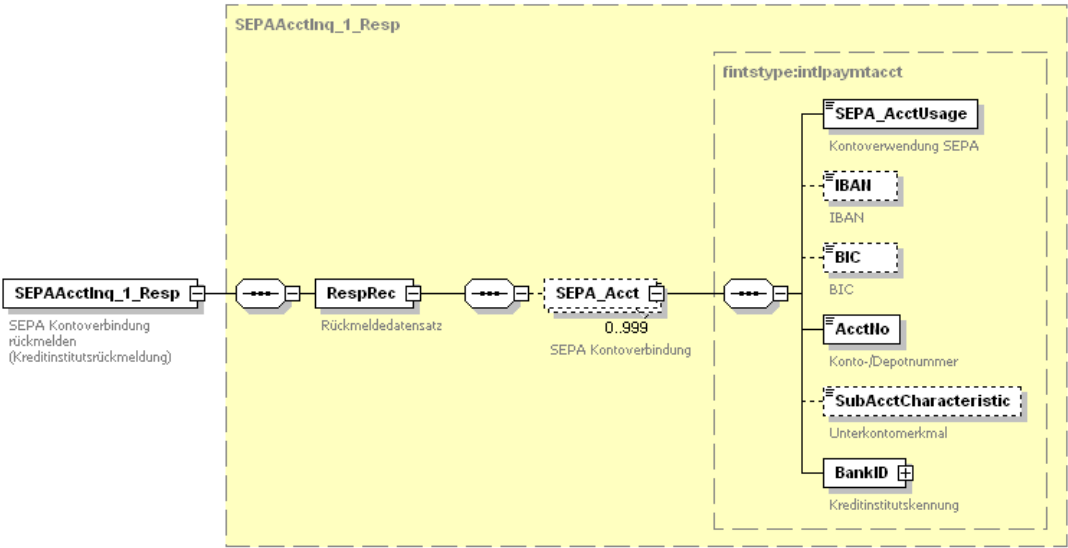 SEPAAcctInq_1_Resp
fintstype:intlpaymtacct
SEPA_AcctUsage
Kontoverwendung SEPA
IBAN
IBAN
BIC
BIC
SEPAAcctInq_1_Resp
SEPA Kontoverbindung
rückmelden
(Kreditinstitutsrückmeldung)
RespRec
Rückmeldedatensatz
SEPA_Acct
0..999
SEPA Kontoverbindung
AcctNo
Konto-/Depotnummer
SubAcctCharacteristic
Unterkontomerkmal
BankID
Kreditinstitutskennung